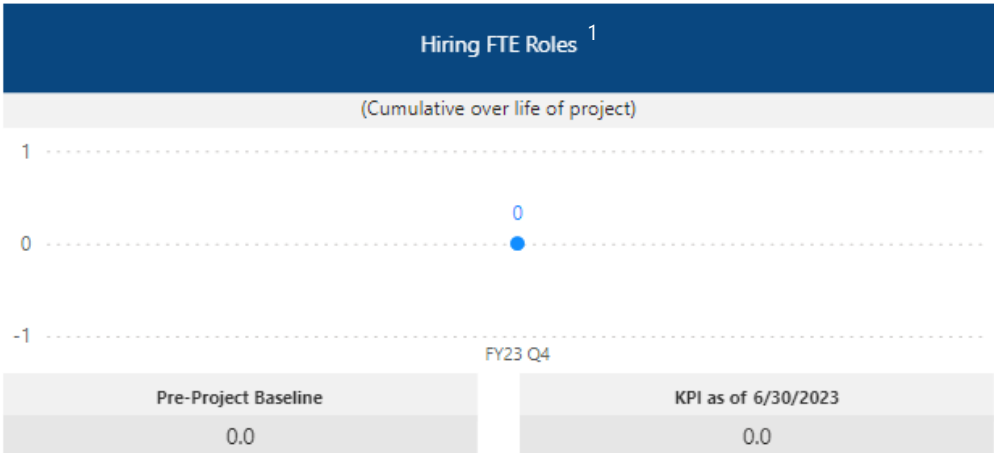 Hiring FTE Roles 1
(Cumulative over life of project)
1
0
0
-1
FY23 Q4
Pre-Project Baseline
KPI as of 6/30/2023
0.0
0.0